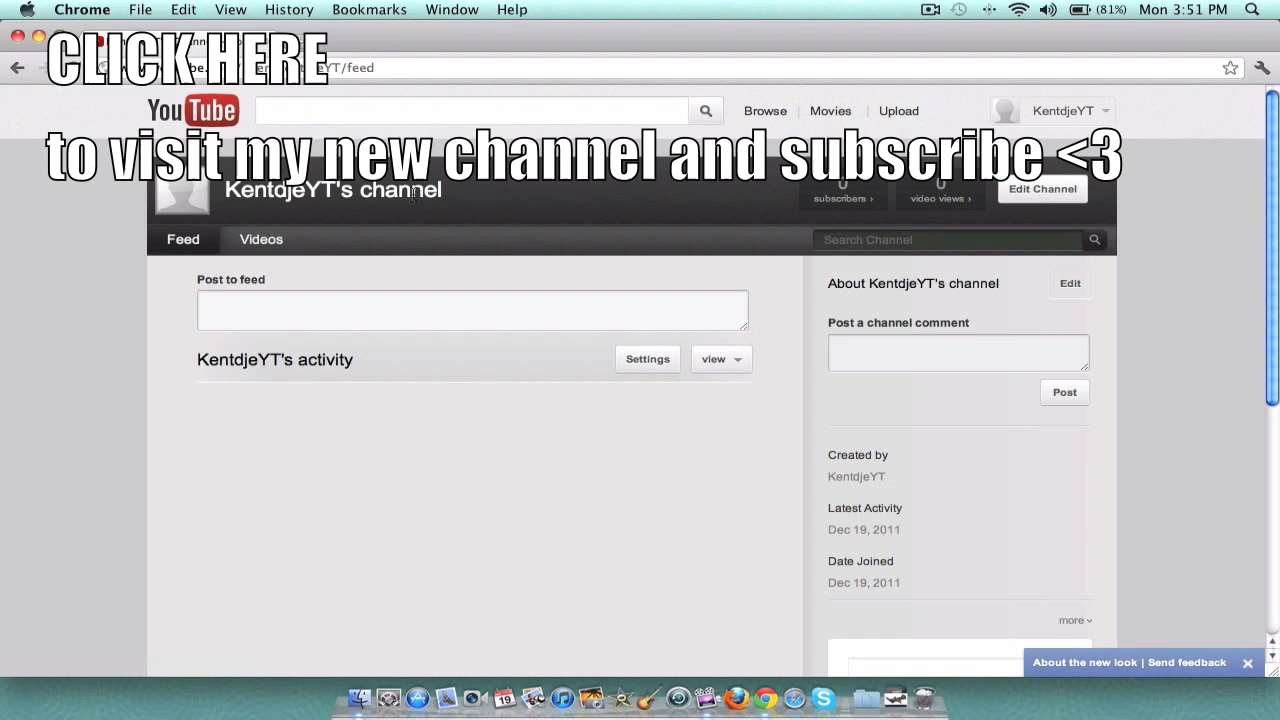 Chrome File Edit View History Bookmarks Window Help (81%) Mon 3:51 PM
CLICK HERE
YT/feed
YouTube Browse Movies Upload KentdjeYT
to visit my new channel and subscribe <3
KentdjeYT's channel
0 subscribers › 0 video views › Edit Channel
Feed Videos Search Channel
Post to feed
About KentdjeYT's channel Edit
Post a channel comment
KentdjeYT's activity Settings view
Post
Created by
KentdjeYT
Latest Activity
Dec 19, 2011
Date Joined
Dec 19, 2011
more
About the new look | Send feedback
19